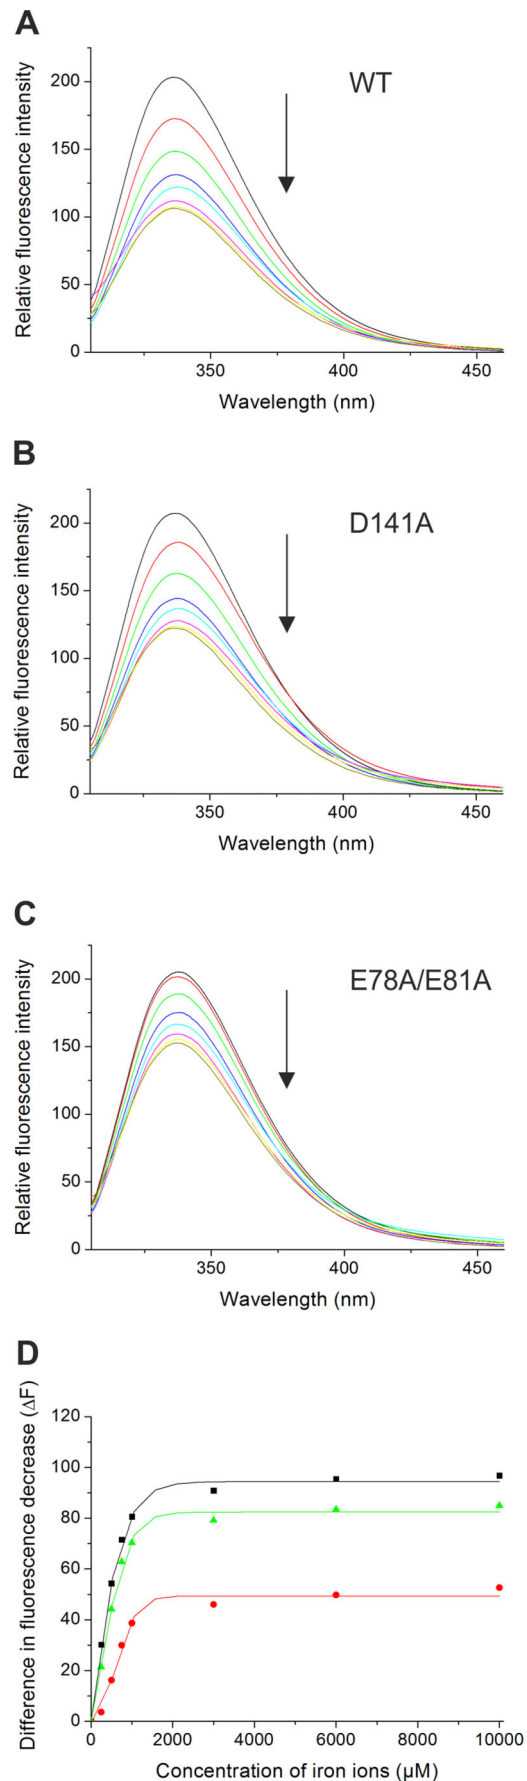 A
WT
Relative fluorescence intensity
200
150
100
50
0
350
400
450
Wavelength (nm)
B
D141A
Relative fluorescence intensity
200
150
100
50
0
350
400
450
Wavelength (nm)
C
E78A/E81A
Relative fluorescence intensity
200
150
100
50
0
350
400
450
Wavelength (nm)
D
Difference in fluorescence decrease (ΔF)
120
100
80
60
40
20
0
0
2000
4000
6000
8000
10000
Concentration of iron ions (µM)